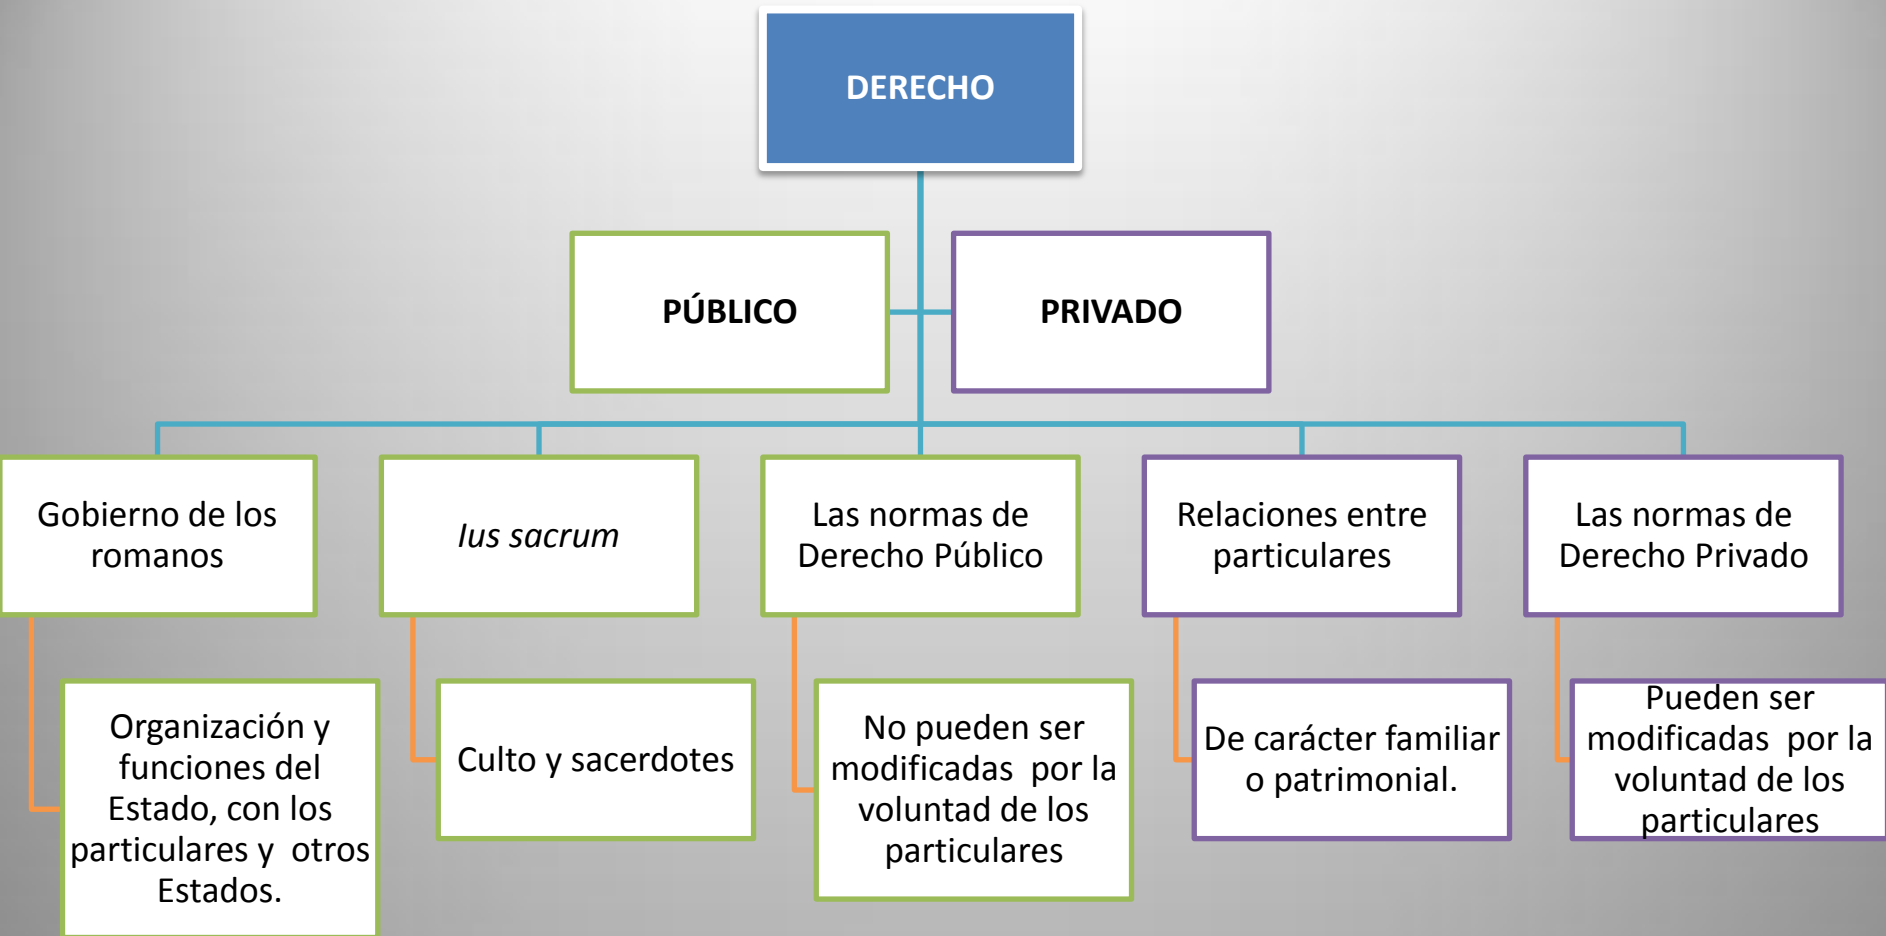 DERECHO
PÚBLICO
PRIVADO
Gobierno de los
romanos
Ius sacrum
Las normas de
Derecho Público
Relaciones entre
particulares
Las normas de
Derecho Privado
Organización y
funciones del
Estado, con los
particulares y otros
Estados.
Culto y sacerdotes
No pueden ser
modificadas por la
voluntad de los
particulares
De carácter familiar
o patrimonial.
Pueden ser
modificadas por la
voluntad de los
particulares